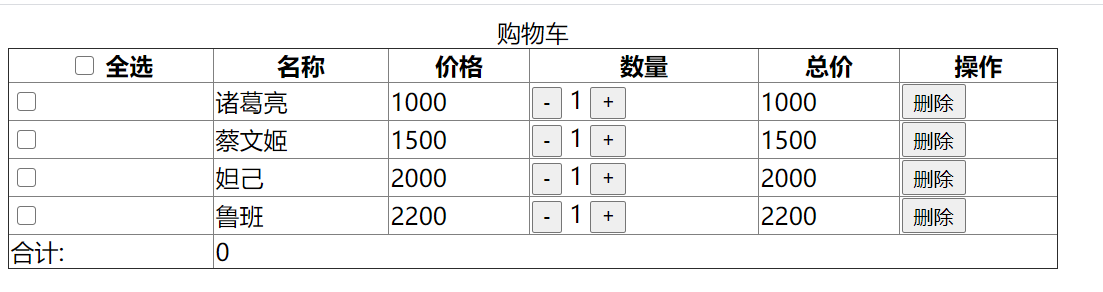 购物车
全选 名称 价格 数量 总价 操作
诸葛亮 1000 - 1 + 1000 删除
蔡文姬 1500 - 1 + 1500 删除
妲己 2000 - 1 + 2000 删除
鲁班 2200 - 1 + 2200 删除
合计: 0